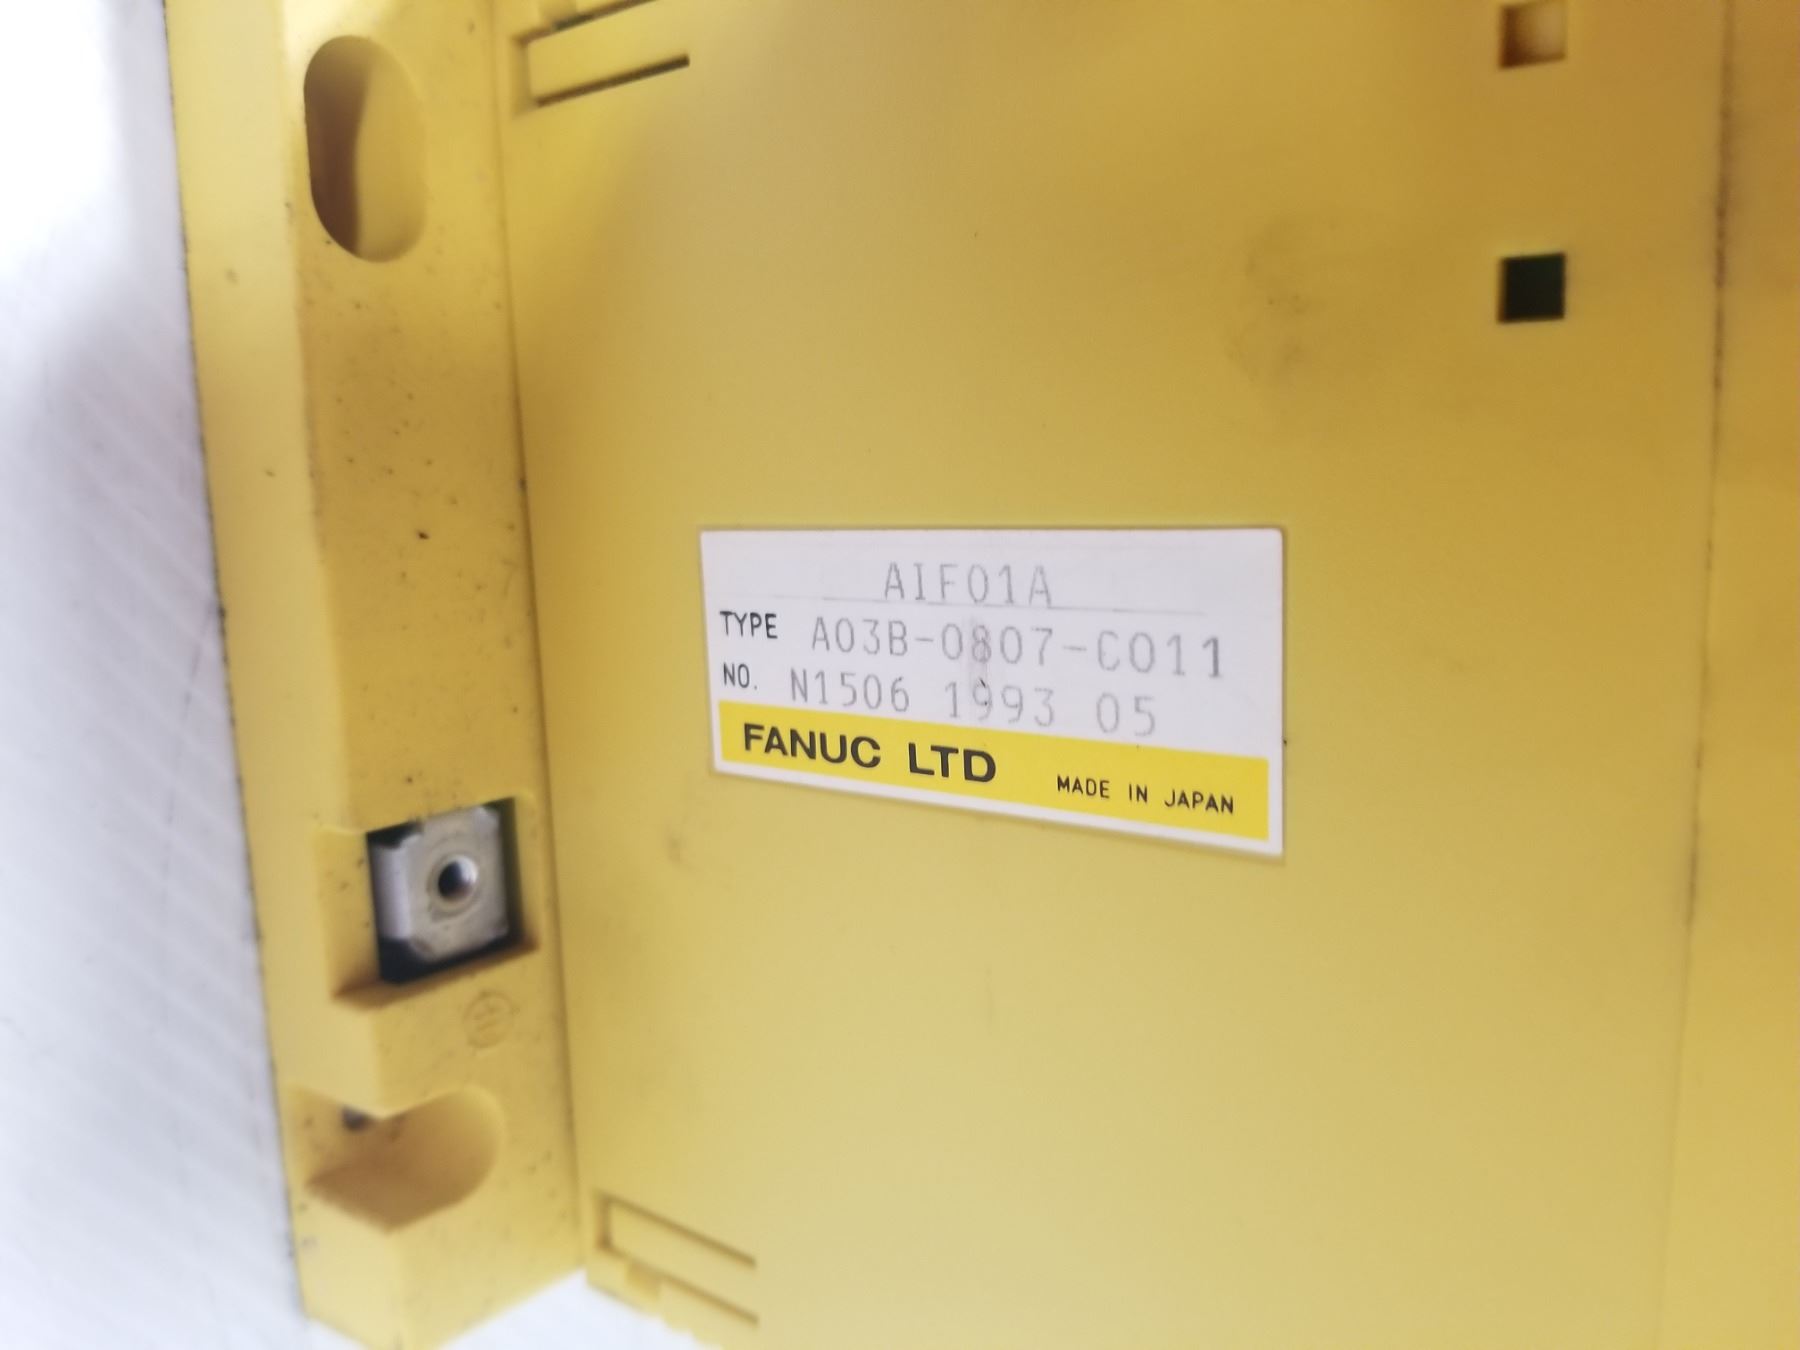 AIF01A
TYPE A03B-0807-C011
NO. N1506 1993 05
FANUC LTD MADE IN JAPAN